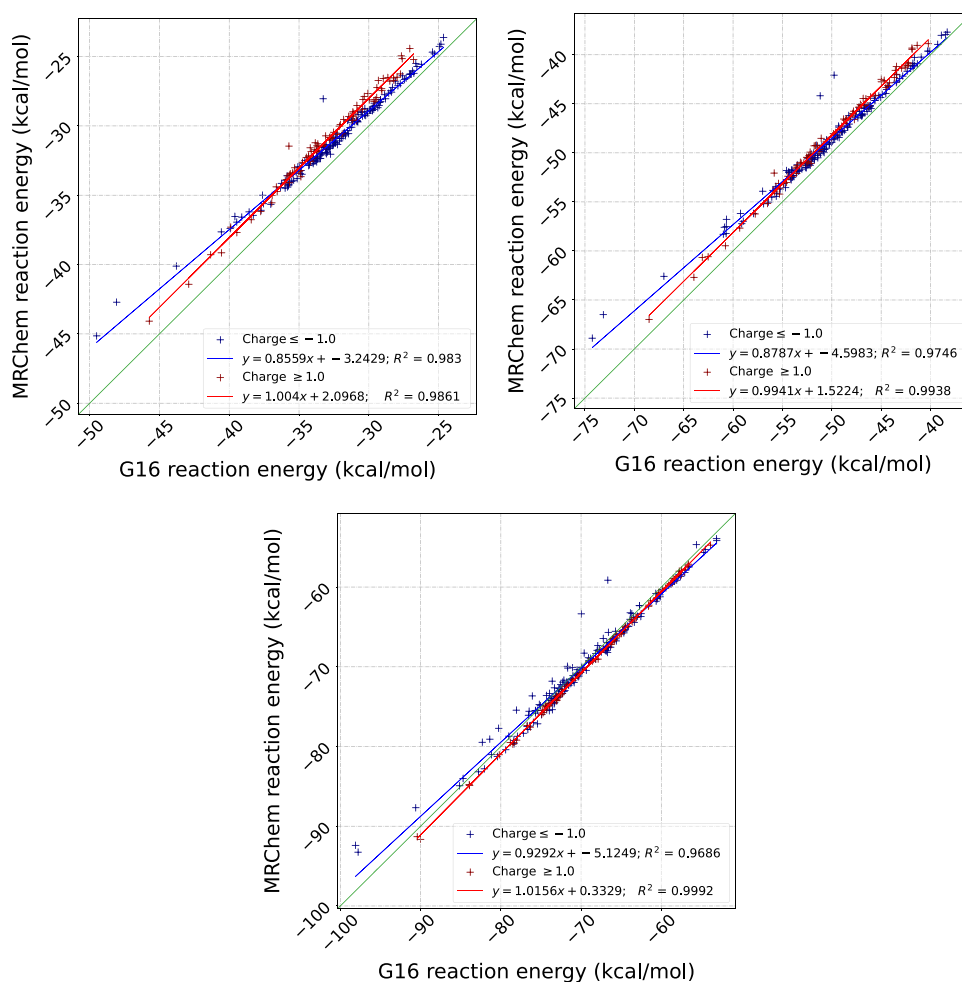 MRChem reaction energy (kcal/mol)
−25
−30
−35
−40
−45
−50
Charge ≤ −1.0
y = 0.8559x + −3.2429; R² = 0.983
Charge ≥ 1.0
y = 1.004x + 2.0968; R² = 0.9861
−50 −45 −40 −35 −30 −25
G16 reaction energy (kcal/mol)
MRChem reaction energy (kcal/mol)
−40
−45
−50
−55
−60
−65
−70
−75
Charge ≤ −1.0
y = 0.8787x + −4.5983; R² = 0.9746
Charge ≥ 1.0
y = 0.9941x + 1.5224; R² = 0.9938
−75 −70 −65 −60 −55 −50 −45 −40
G16 reaction energy (kcal/mol)
MRChem reaction energy (kcal/mol)
−60
−70
−80
−90
−100
Charge ≤ −1.0
y = 0.9292x + −5.1249; R² = 0.9686
Charge ≥ 1.0
y = 1.0156x + 0.3329; R² = 0.9992
−100 −90 −80 −70 −60
G16 reaction energy (kcal/mol)